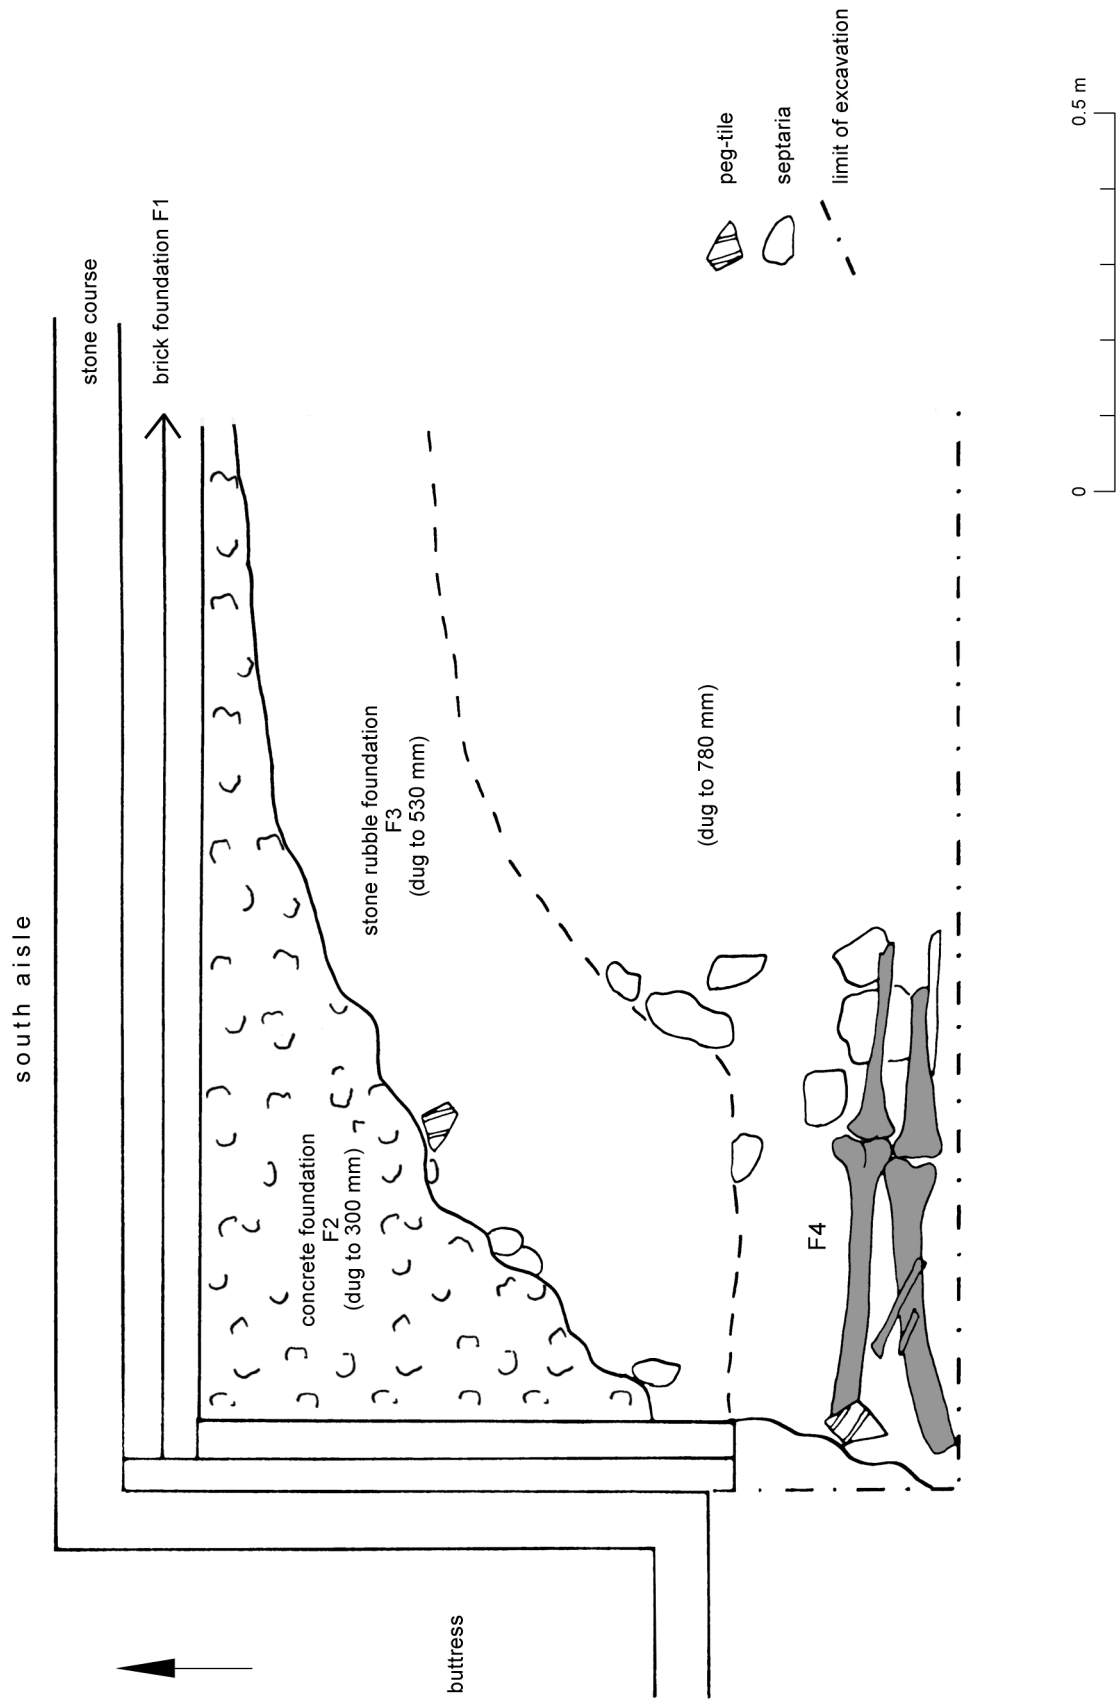 south aisle
stone course
brick foundation F1
stone rubble foundation
F3
(dug to 530 mm)
concrete foundation
F2
(dug to 300 mm)
(dug to 780 mm)
F4
buttress
peg-tile
septaria
limit of excavation
0
0.5 m